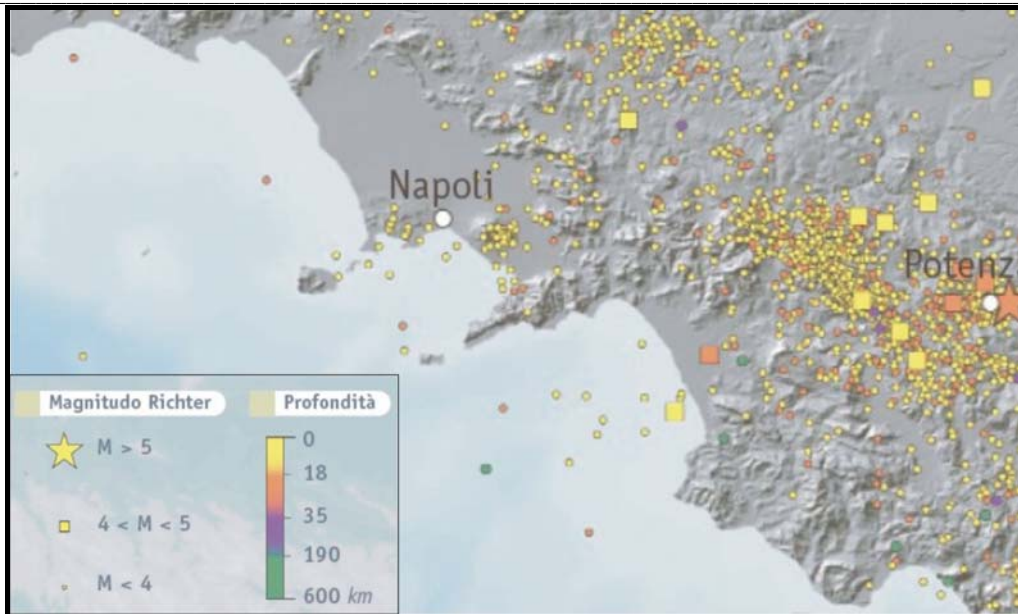 Napoli
Potenz
Magnitudo Richter
Profondità
M > 5
4 < M < 5
M < 4
0
18
35
190
600 km